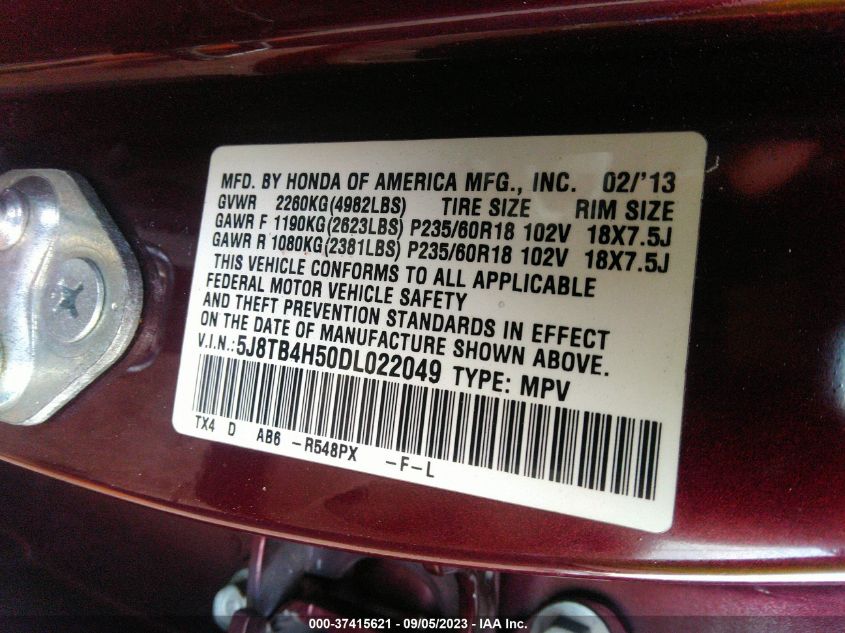 MFD. BY HONDA OF AMERICA MFG., INC. 02/'13
GVWR 2260KG(4982LBS) TIRE SIZE RIM SIZE
GAWR F 1190KG(2623LBS) P235/60R18 102V 18X7.5J
GAWR R 1080KG(2381LBS) P235/60R18 102V 18X7.5J
THIS VEHICLE CONFORMS TO ALL APPLICABLE
FEDERAL MOTOR VEHICLE SAFETY
AND THEFT PREVENTION STANDARDS IN EFFECT
ON THE DATE OF MANUFACTURE SHOWN ABOVE.
V.I.N.:5J8TB4H50DL022049 TYPE: MPV
TX4 D AB6 -R548PX -F-L
000-37415621 - 09/05/2023 - IAA Inc.